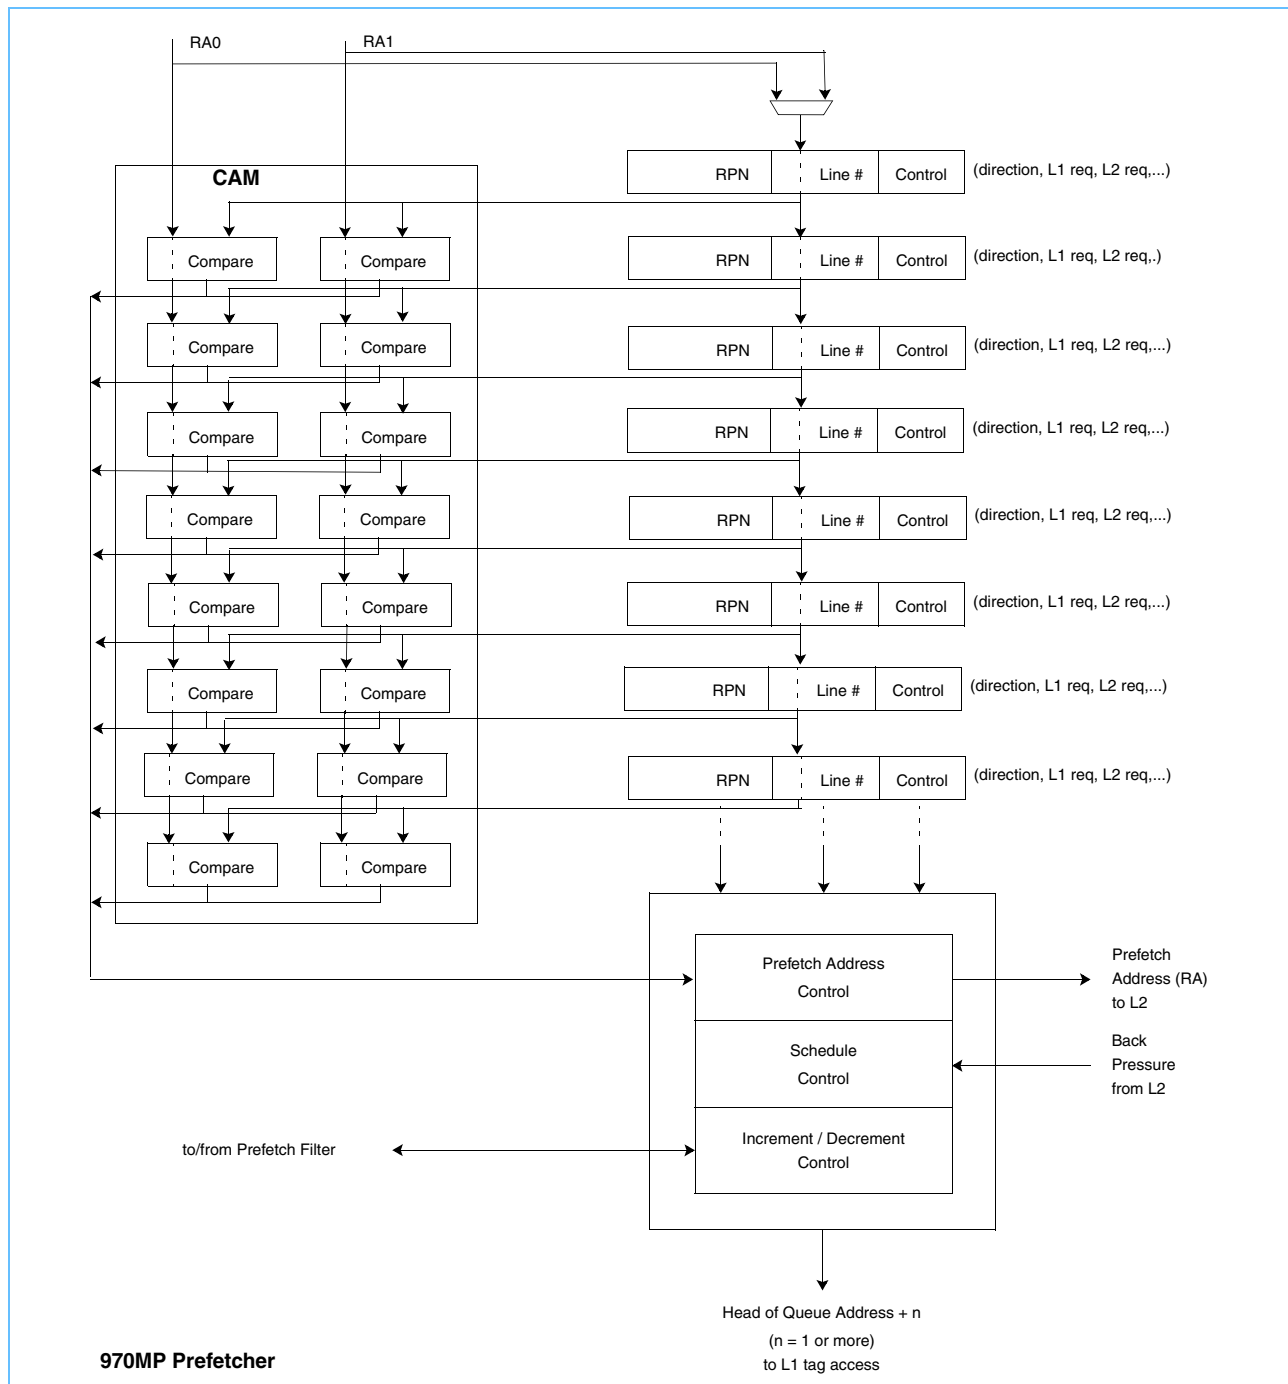 RA0
RA1
CAM
RPN Line # Control (direction, L1 req, L2 req,...)
Compare Compare RPN Line # Control (direction, L1 req, L2 req,.)
Compare Compare RPN Line # Control (direction, L1 req, L2 req,...)
Compare Compare RPN Line # Control (direction, L1 req, L2 req,...)
Compare Compare RPN Line # Control (direction, L1 req, L2 req,...)
Compare Compare RPN Line # Control (direction, L1 req, L2 req,...)
Compare Compare RPN Line # Control (direction, L1 req, L2 req,...)
Compare Compare RPN Line # Control (direction, L1 req, L2 req,...)
Compare Compare
Prefetch Address
Control
Prefetch
Address (RA)
to L2
Schedule
Control
Back
Pressure
from L2
to/from Prefetch Filter
Increment / Decrement
Control
Head of Queue Address + n
(n = 1 or more)
to L1 tag access
970MP Prefetcher